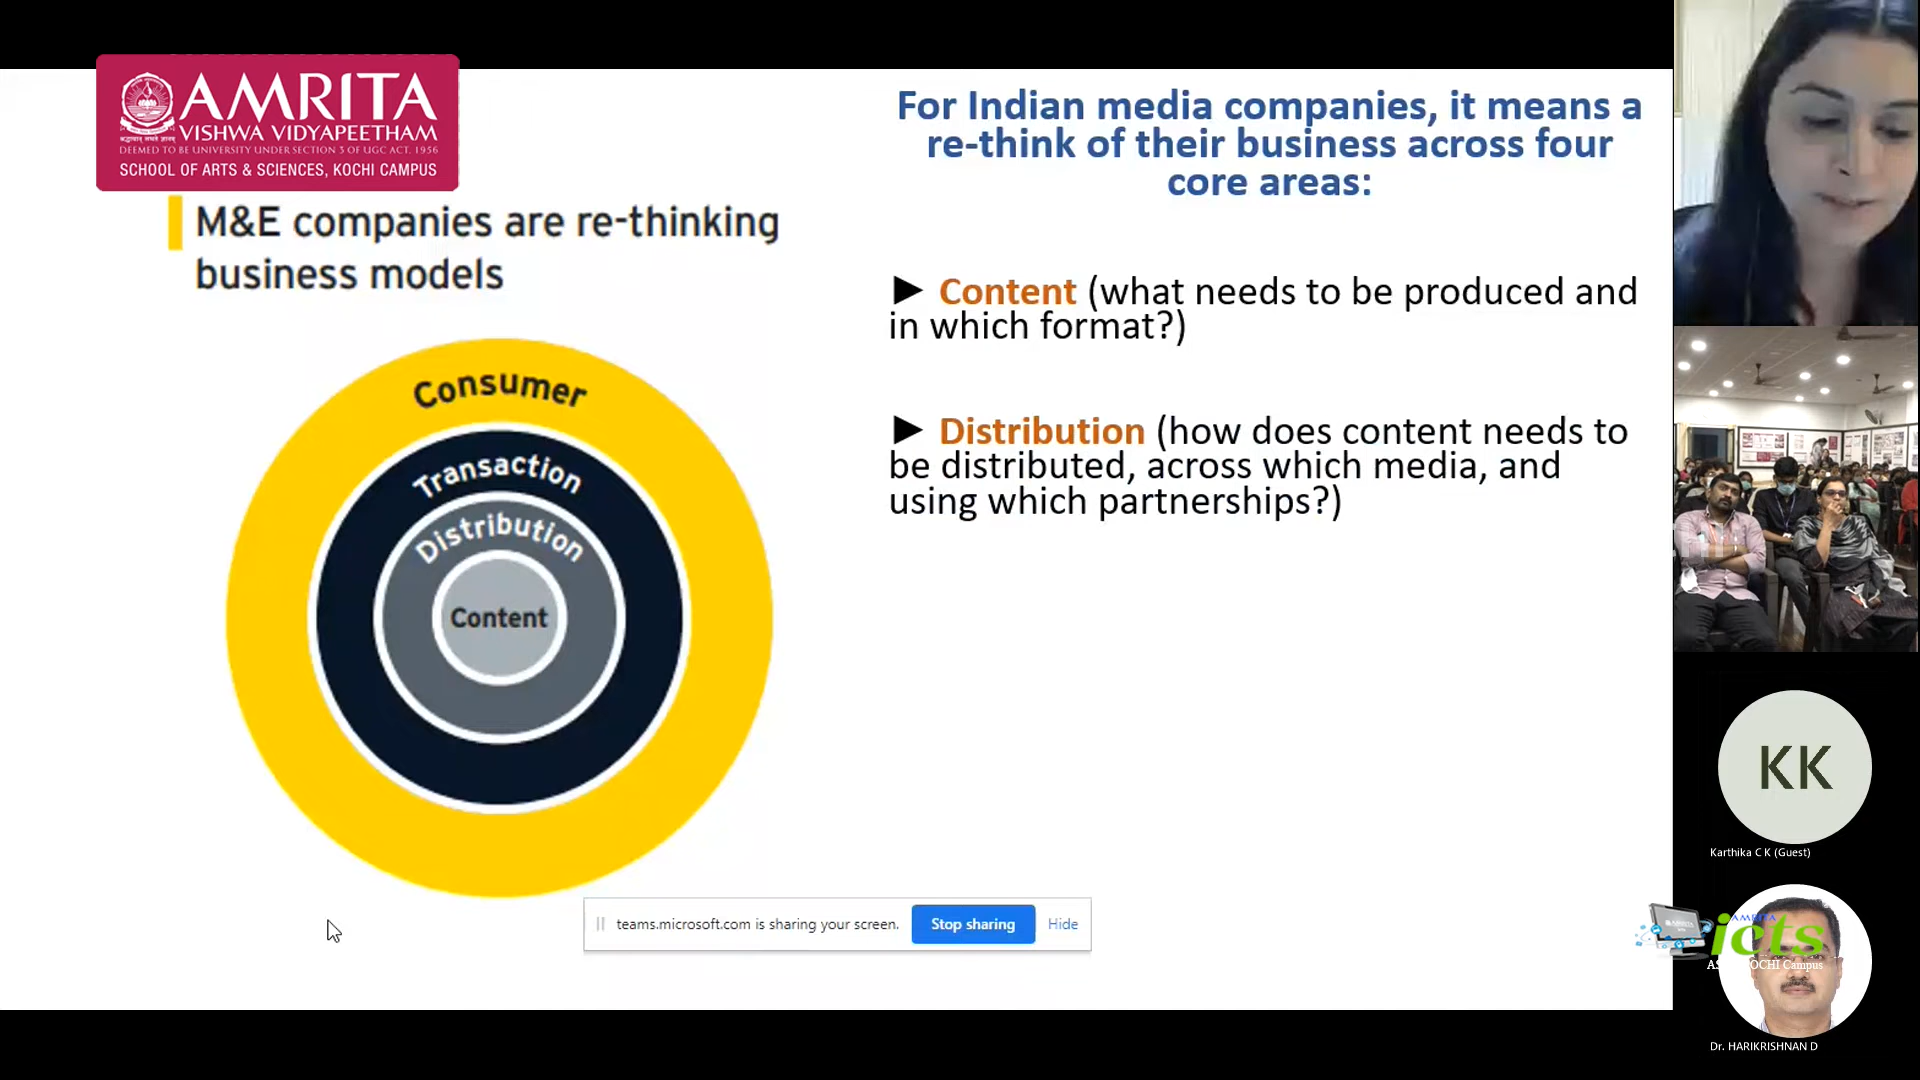 AMRITA
VISHWA VIDYAPEETHAM
DEEMED TO BE UNIVERSITY UNDER SECTION 3 OF UGC ACT, 1956
SCHOOL OF ARTS & SCIENCES, KOCHI CAMPUS
M&E companies are re-thinking
business models
Consumer
Transaction
Distribution
Content
For Indian media companies, it means a
re-think of their business across four
core areas:
► Content (what needs to be produced and
in which format?)
► Distribution (how does content needs to
be distributed, across which media, and
using which partnerships?)
teams.microsoft.com is sharing your screen.
Stop sharing
Hide
KK
Karthika C K (Guest)
AMRITA
icts
OCHI Campus
Dr. HARIKRISHNAN D